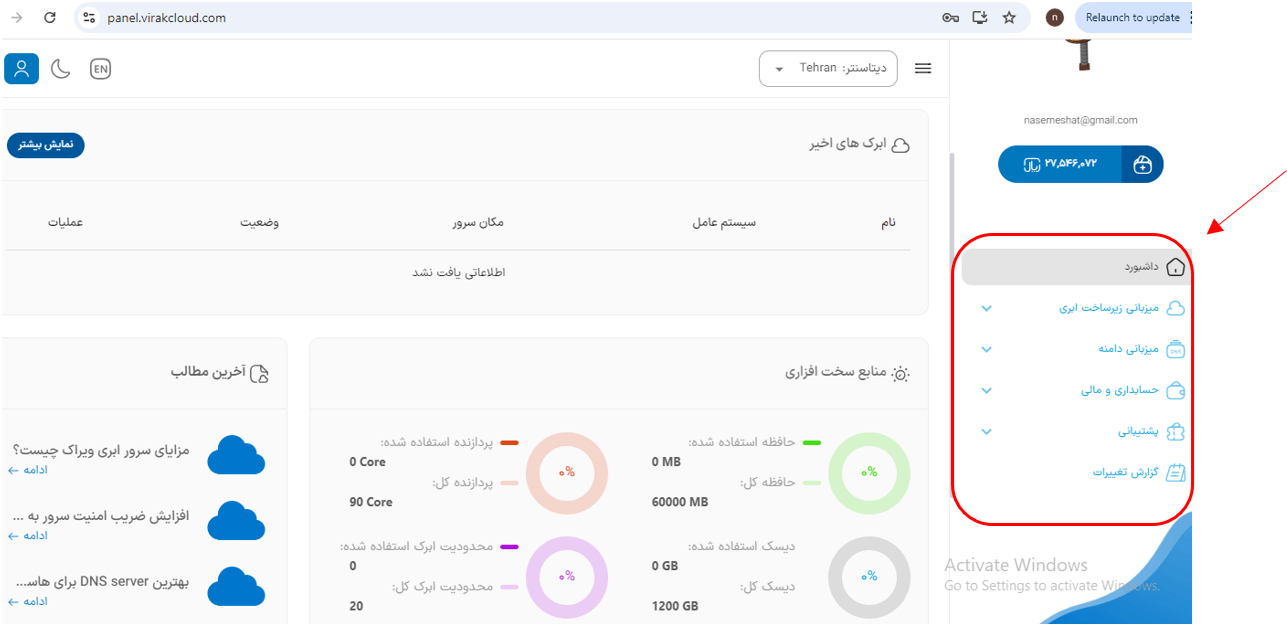 panel.virakcloud.com
n
Relaunch to update
EN
دیتاسنتر: Tehran
naserneshat@gmail.com
۲۷,۵۴۶,۰۷۲ ریال
داشبورد
میزبانی زیرساخت ابری
میزبانی دامنه
DNS
حسابداری و مالی
پشتیبانی
گزارش تغییرات
ابرک های اخیر
نمایش بیشتر
نام
سیستم عامل
مکان سرور
وضعیت
عملیات
اطلاعاتی یافت نشد
منابع سخت افزاری
حافظه استفاده شده:
0 MB
حافظه کل:
60000 MB
۰%
پردازنده استفاده شده:
0 Core
پردازنده کل:
90 Core
۰%
دیسک استفاده شده:
0 GB
دیسک کل:
1200 GB
۰%
محدودیت ابرک استفاده شده:
0
محدودیت ابرک کل:
20
۰%
آخرین مطالب
مزایای سرور ابری ویراک چیست؟
ادامه ←
افزایش ضریب امنیت سرور به ...
ادامه ←
بهترین DNS server برای هاس...
ادامه ←
Activate Windows
Go to Settings to activate Windows.